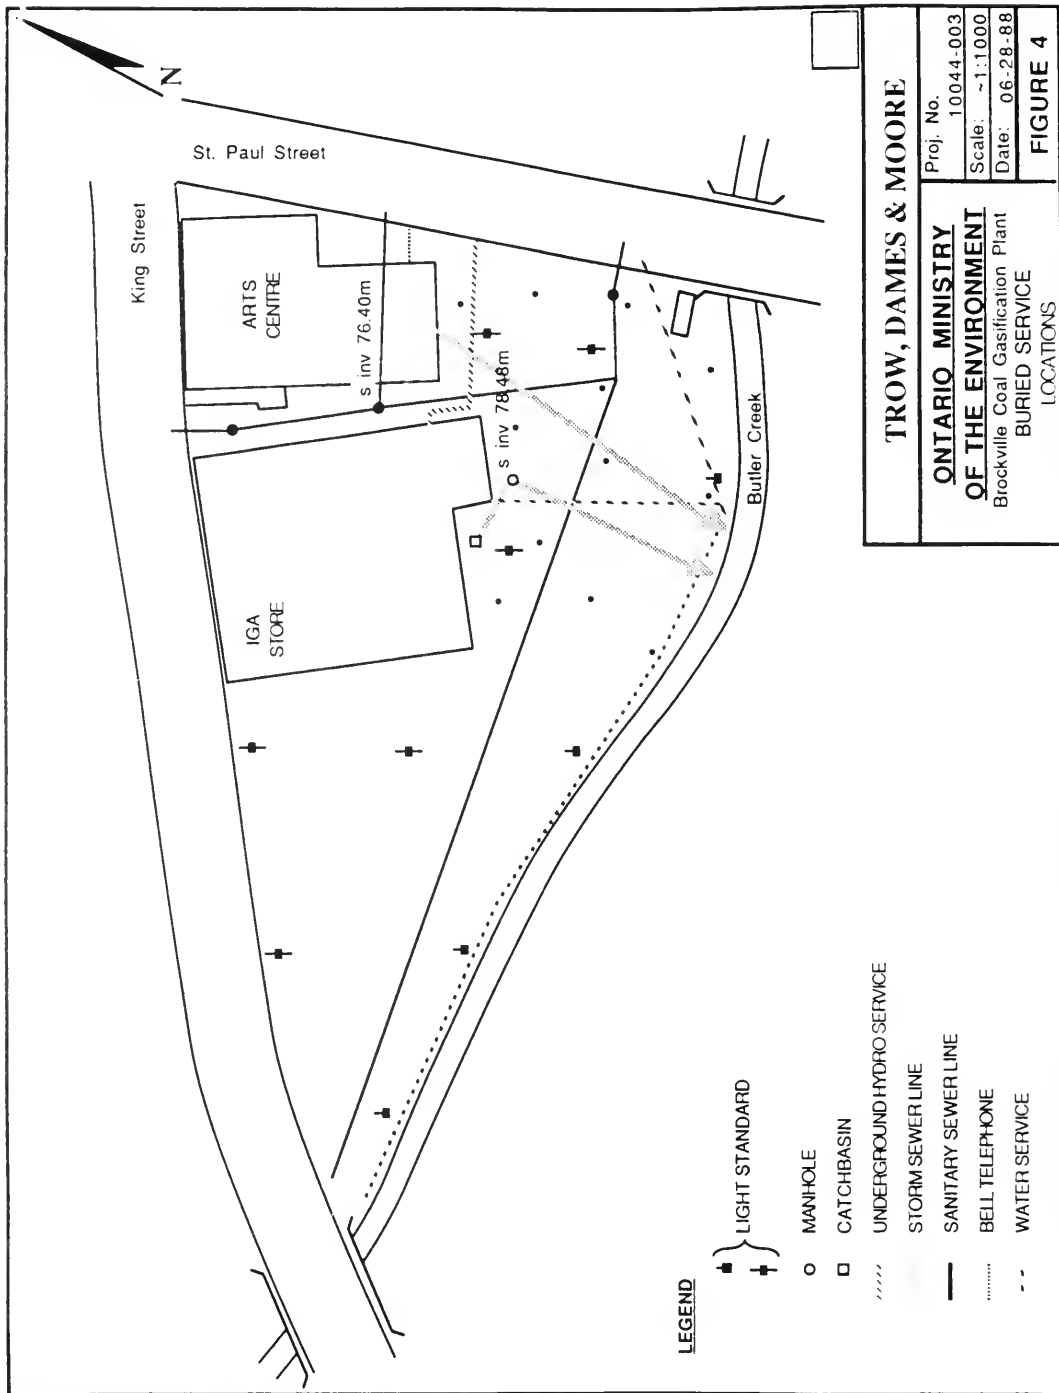 N
St. Paul Street
King Street
ARTS
CENTRE
s inv 76.40m
s inv 78.48m
IGA
STORE
Butler Creek
LEGEND
LIGHT STANDARD
MANHOLE
CATCHBASIN
UNDERGROUND HYDRO SERVICE
STORM SEWER LINE
SANITARY SEWER LINE
BELL TELEPHONE
WATER SERVICE
TROW, DAMES & MOORE
ONTARIO MINISTRY
OF THE ENVIRONMENT
Brockville Coal Gasification Plant
BURIED SERVICE
LOCATIONS
Proj. No.
10044-003
Scale: ~1:1000
Date: 06-28-88
FIGURE 4